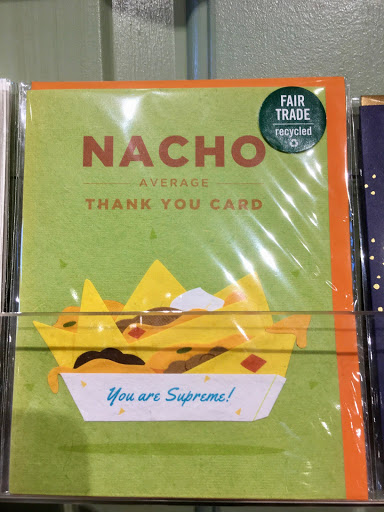 FAIR
TRADE
recycled
NACHO
AVERAGE
THANK YOU CARD
You are Supreme!